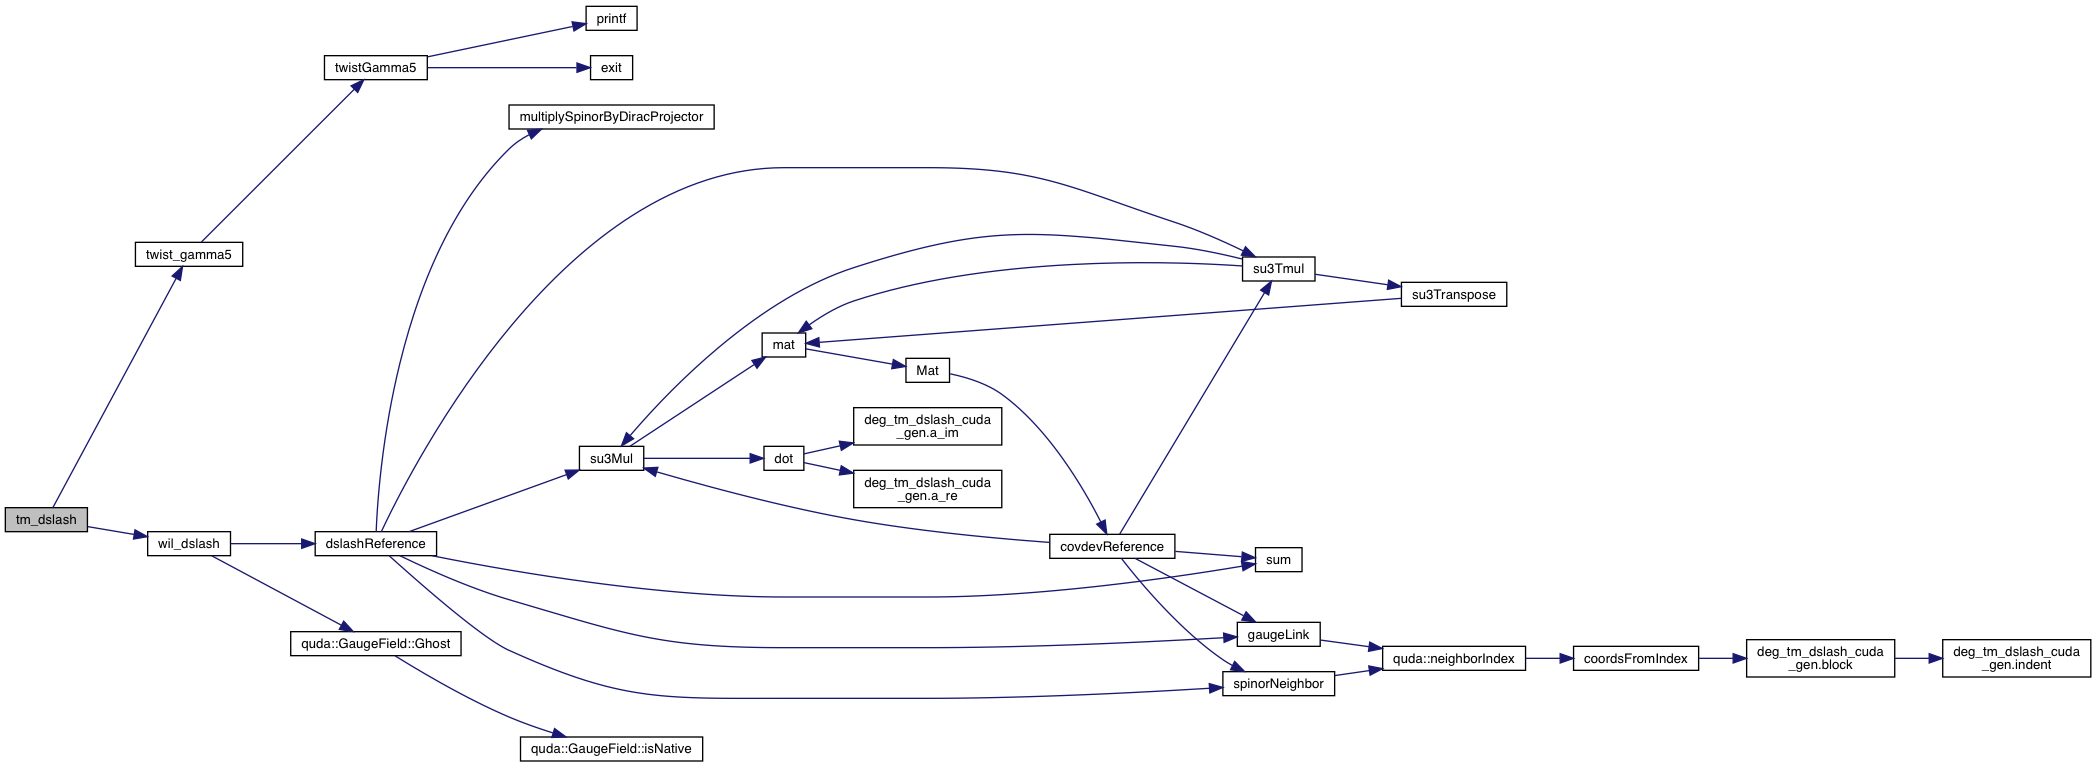 printf
twistGamma5
exit
multiplySpinorByDiracProjector
twist_gamma5
su3Tmul
su3Transpose
mat
Mat
deg_tm_dslash_cuda
_gen.a_im
su3Mul
dot
deg_tm_dslash_cuda
_gen.a_re
tm_dslash
wil_dslash
dslashReference
covdevReference
sum
gaugeLink
quda::GaugeField::Ghost
quda::neighborIndex
coordsFromIndex
deg_tm_dslash_cuda
_gen.block
deg_tm_dslash_cuda
_gen.indent
spinorNeighbor
quda::GaugeField::isNative